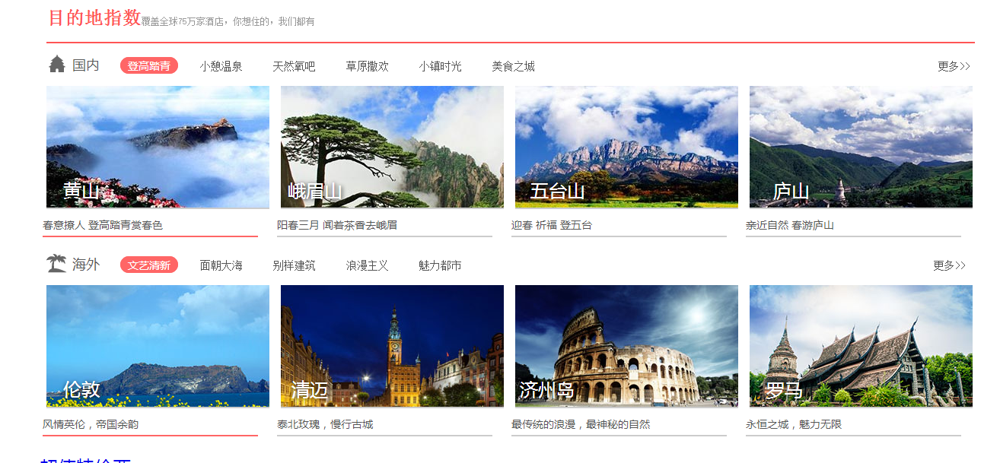 目的地指数覆盖全球75万家酒店，你想住的，我们都有
国内 登高踏青 小憩温泉 天然氧吧 草原撒欢 小镇时光 美食之城 更多>>
黄山 峨眉山 五台山 庐山
春意撩人 登高踏青赏春色 阳春三月 闻着茶香去峨眉 迎春 祈福 登五台 亲近自然 春游庐山
海外 文艺清新 面朝大海 别样建筑 浪漫主义 魅力都市 更多>>
伦敦 清迈 济州岛 罗马
风情英伦，帝国余韵 泰北玫瑰，慢行古城 最传统的浪漫，最神秘的自然 永恒之城，魅力无限